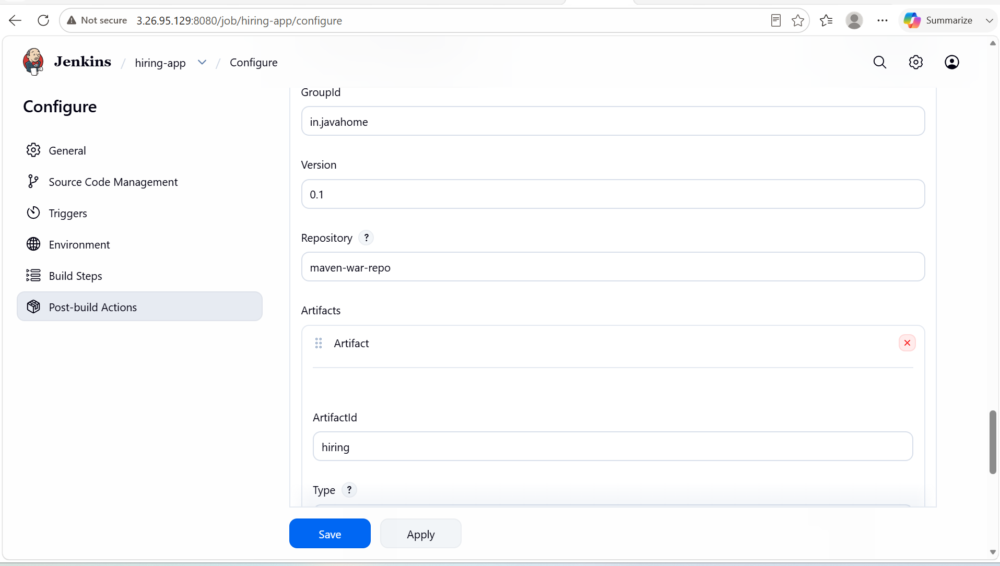 Not secure 3.26.95.129:8080/job/hiring-app/configure Summarize
Jenkins / hiring-app / Configure
Configure
General
Source Code Management
Triggers
Environment
Build Steps
Post-build Actions
GroupId
in.javahome
Version
0.1
Repository ?
maven-war-repo
Artifacts
Artifact
ArtifactId
hiring
Type ?
Save Apply